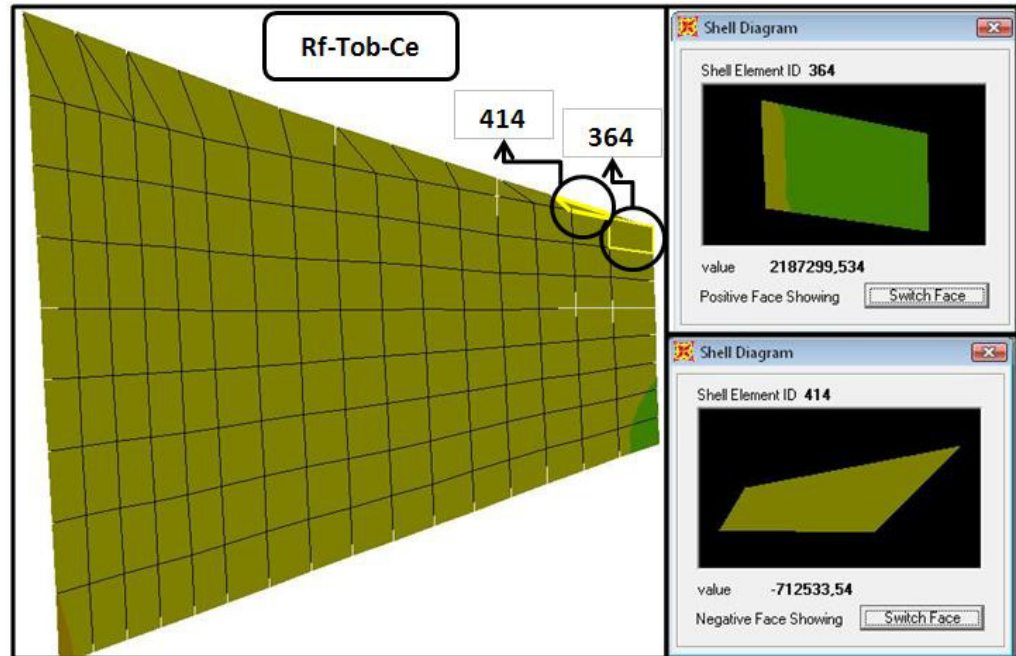 Rf-Tob-Ce
414
364
Shell Diagram
Shell Element ID 364
value 2187299,534
Positive Face Showing Switch Face
Shell Diagram
Shell Element ID 414
value -712533,54
Negative Face Showing Switch Face